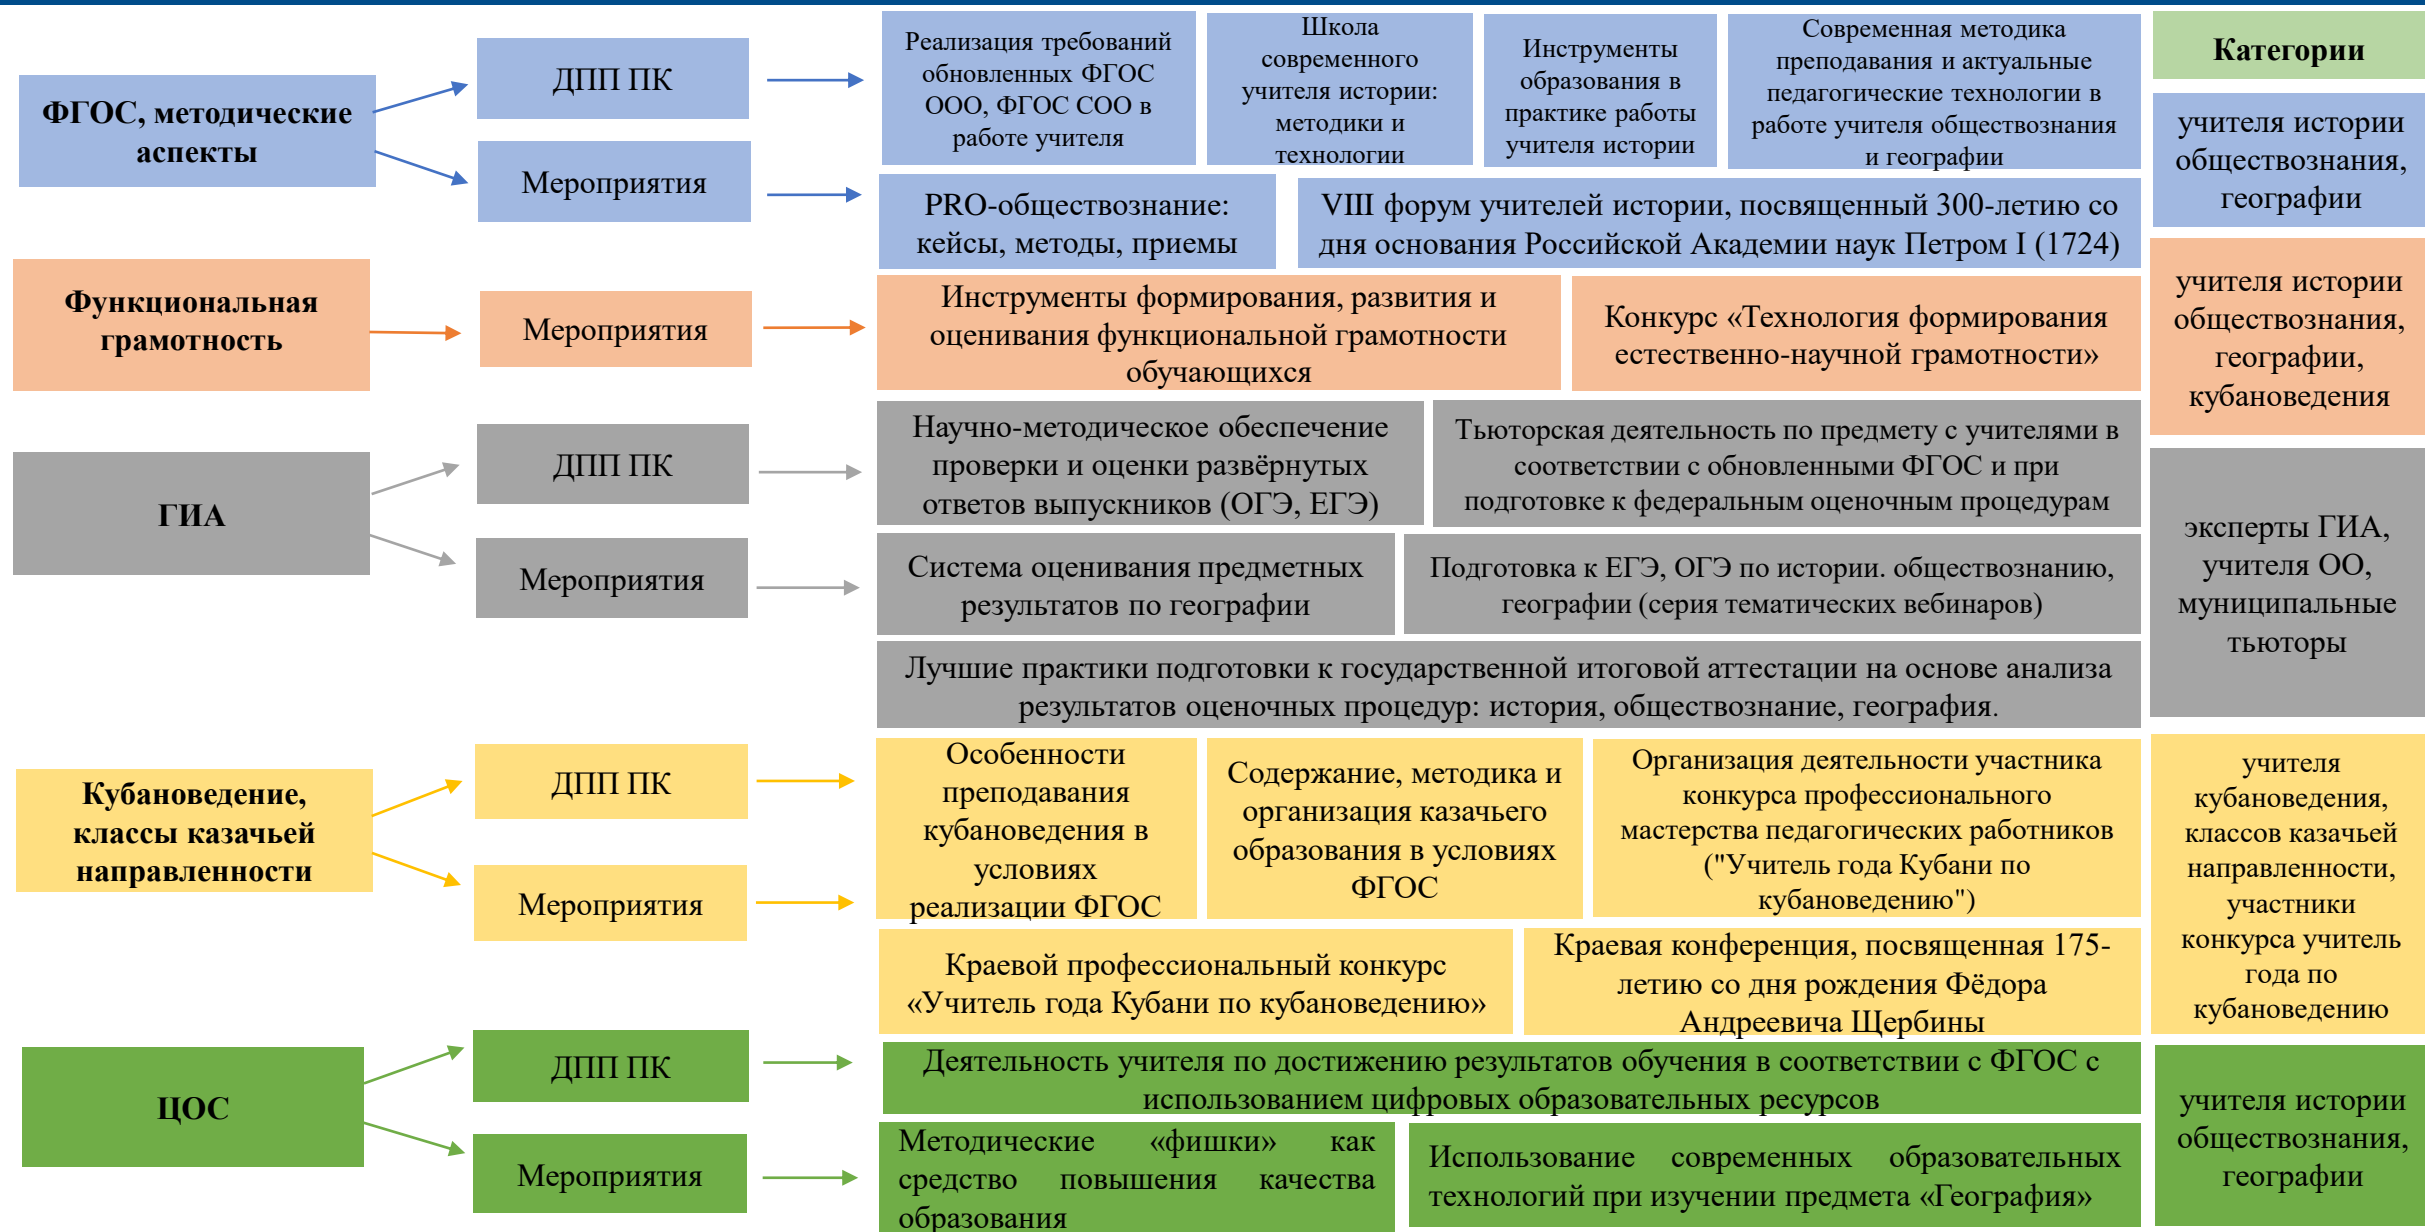 ФГОС, методические
аспекты
ДПП ПК
Мероприятия
Реализация требований
обновленных ФГОС
ООО, ФГОС СОО в
работе учителя
Школа
современного
учителя истории:
методики и
технологии
Инструменты
образования в
практике работы
учителя истории
Современная методика
преподавания и актуальные
педагогические технологии в
работе учителя обществознания
и географии
PRO-обществознание:
кейсы, методы, приемы
VIII форум учителей истории, посвященный 300-летию со
дня основания Российской Академии наук Петром I (1724)
Категории
учителя истории
обществознания,
географии
Функциональная
грамотность
Мероприятия
Инструменты формирования, развития и
оценивания функциональной грамотности
обучающихся
Конкурс «Технология формирования
естественно-научной грамотности»
учителя истории
обществознания,
географии,
кубановедения
ГИА
ДПП ПК
Мероприятия
Научно-методическое обеспечение
проверки и оценки развёрнутых
ответов выпускников (ОГЭ, ЕГЭ)
Тьюторская деятельность по предмету с учителями в
соответствии с обновленными ФГОС и при
подготовке к федеральным оценочным процедурам
Система оценивания предметных
результатов по географии
Подготовка к ЕГЭ, ОГЭ по истории. обществознанию,
географии (серия тематических вебинаров)
Лучшие практики подготовки к государственной итоговой аттестации на основе анализа
результатов оценочных процедур: история, обществознание, география.
эксперты ГИА,
учителя ОО,
муниципальные
тьюторы
Кубановедение,
классы казачьей
направленности
ДПП ПК
Мероприятия
Особенности
преподавания
кубановедения в
условиях
реализации ФГОС
Содержание, методика и
организация казачьего
образования в условиях
ФГОС
Организация деятельности участника
конкурса профессионального
мастерства педагогических работников
("Учитель года Кубани по
кубановедению")
Краевой профессиональный конкурс
«Учитель года Кубани по кубановедению»
Краевая конференция, посвященная 175-
летию со дня рождения Фёдора
Андреевича Щербины
учителя
кубановедения,
классов казачьей
направленности,
участники
конкурса учитель
года по
кубановедению
ЦОС
ДПП ПК
Мероприятия
Деятельность учителя по достижению результатов обучения в соответствии с ФГОС с
использованием цифровых образовательных ресурсов
Методические «фишки» как
средство повышения качества
образования
Использование современных образовательных
технологий при изучении предмета «География»
учителя истории
обществознания,
географии